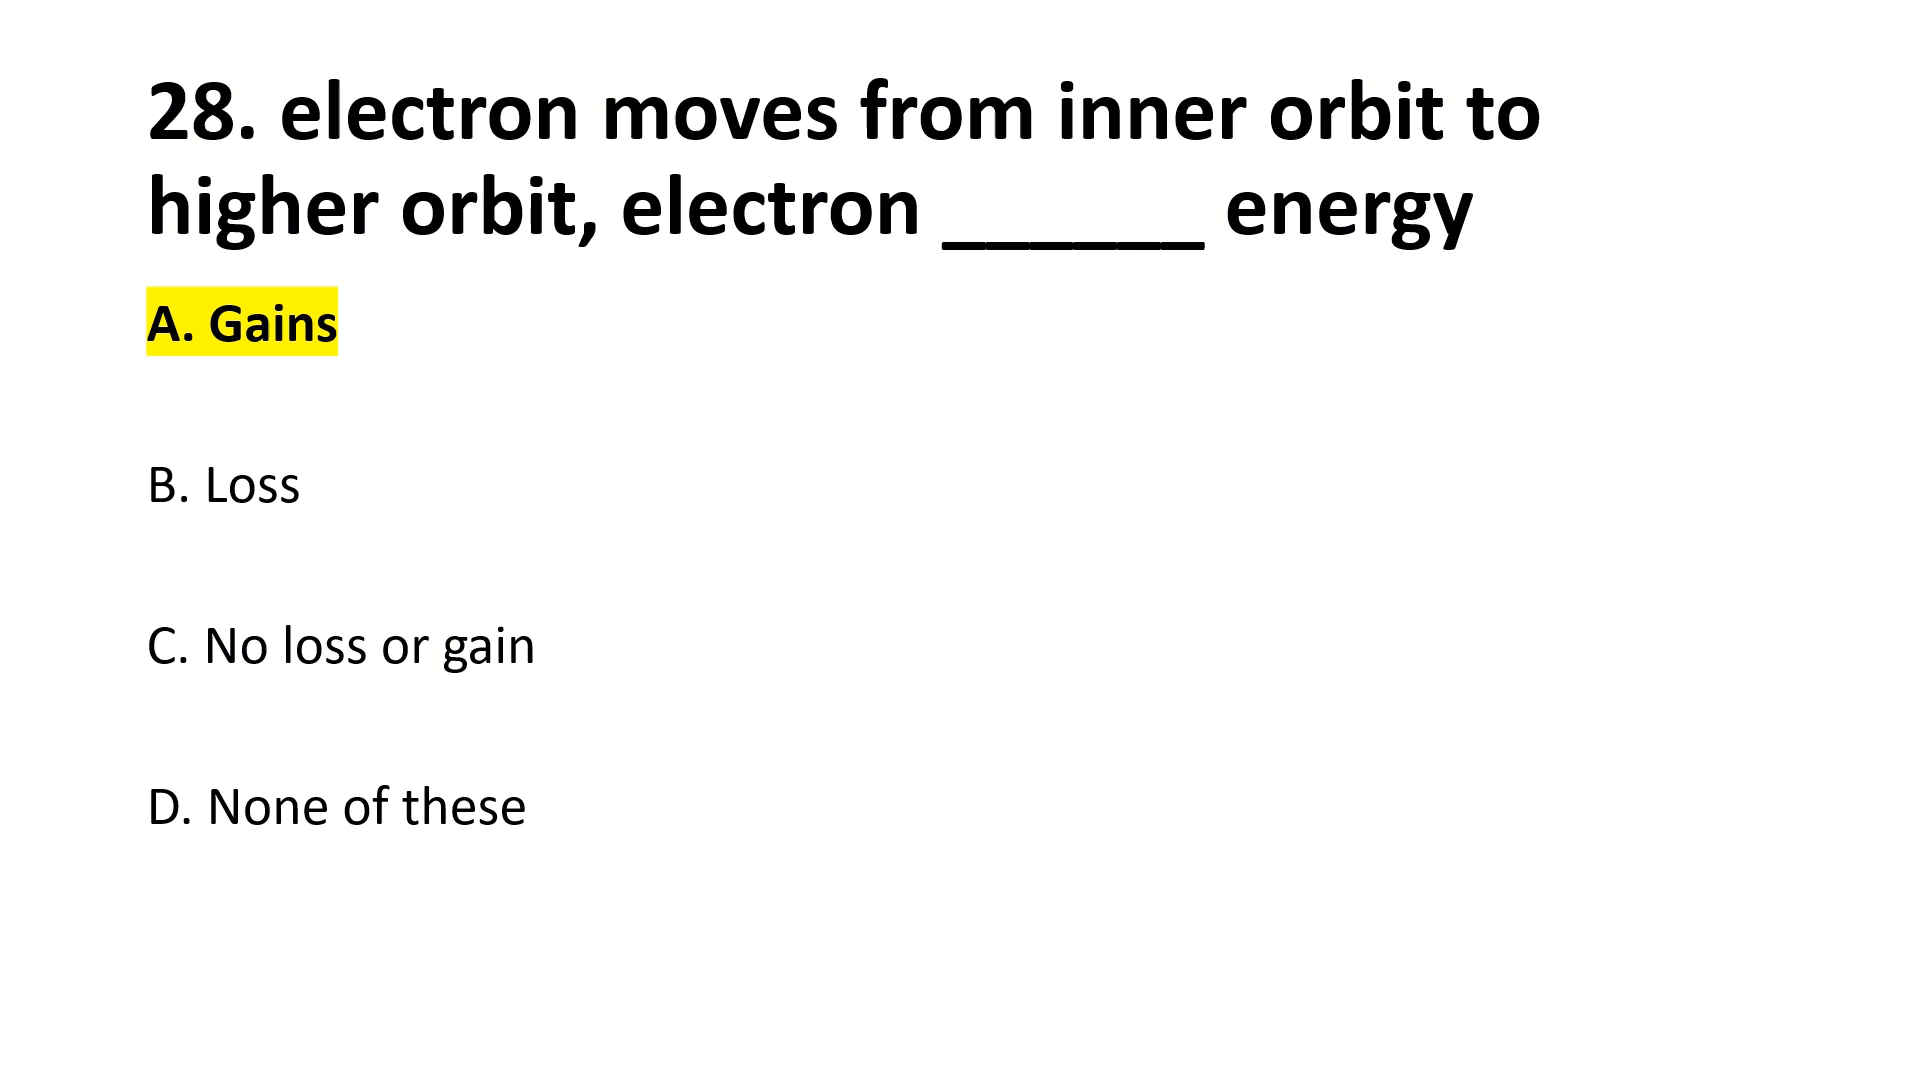 28. electron moves from inner orbit to
higher orbit, electron ______ energy
A. Gains
B. Loss
C. No loss or gain
D. None of these